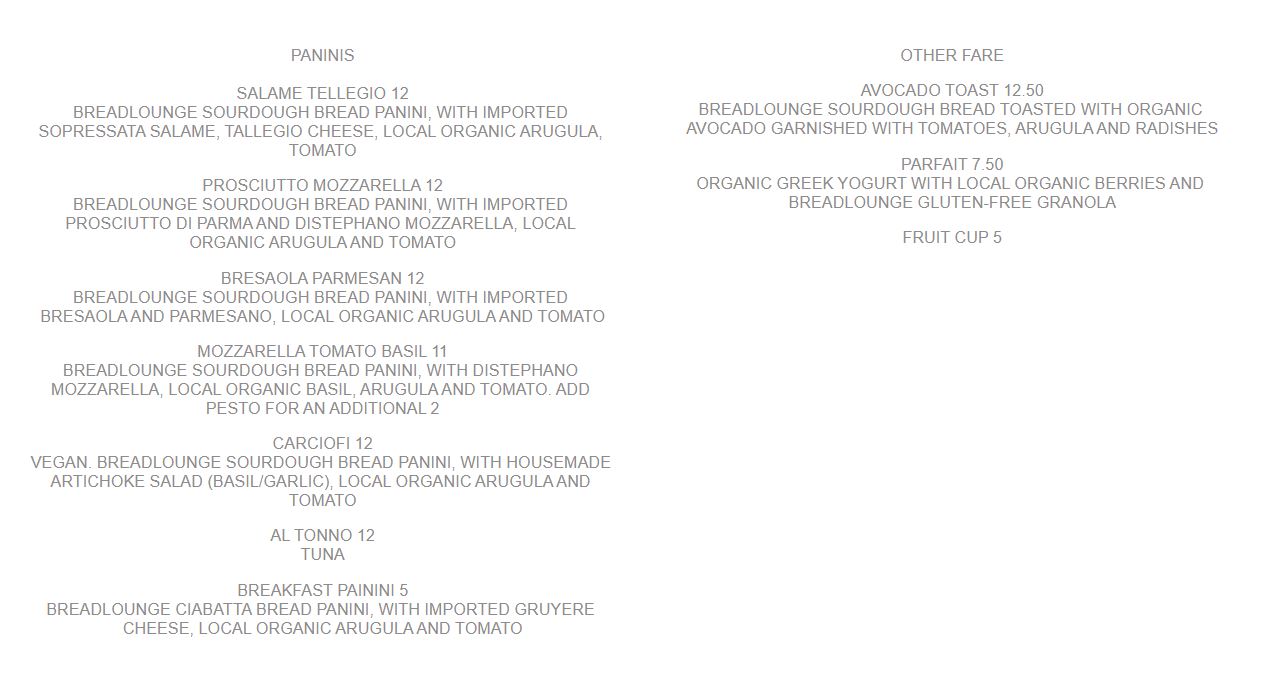 PANINIS
SALAME TELLEGIO 12
BREADLOUNGE SOURDOUGH BREAD PANINI, WITH IMPORTED
SOPRESSATA SALAME, TALLEGIO CHEESE, LOCAL ORGANIC ARUGULA,
TOMATO
PROSCIUTTO MOZZARELLA 12
BREADLOUNGE SOURDOUGH BREAD PANINI, WITH IMPORTED
PROSCIUTTO DI PARMA AND DISTEPHANO MOZZARELLA, LOCAL
ORGANIC ARUGULA AND TOMATO
BRESAOLA PARMESAN 12
BREADLOUNGE SOURDOUGH BREAD PANINI, WITH IMPORTED
BRESAOLA AND PARMESANO, LOCAL ORGANIC ARUGULA AND TOMATO
MOZZARELLA TOMATO BASIL 11
BREADLOUNGE SOURDOUGH BREAD PANINI, WITH DISTEPHANO
MOZZARELLA, LOCAL ORGANIC BASIL, ARUGULA AND TOMATO. ADD
PESTO FOR AN ADDITIONAL 2
CARCIOFI 12
VEGAN. BREADLOUNGE SOURDOUGH BREAD PANINI, WITH HOUSEMADE
ARTICHOKE SALAD (BASIL/GARLIC), LOCAL ORGANIC ARUGULA AND
TOMATO
AL TONNO 12
TUNA
BREAKFAST PAININI 5
BREADLOUNGE CIABATTA BREAD PANINI, WITH IMPORTED GRUYERE
CHEESE, LOCAL ORGANIC ARUGULA AND TOMATO
OTHER FARE
AVOCADO TOAST 12.50
BREADLOUNGE SOURDOUGH BREAD TOASTED WITH ORGANIC
AVOCADO GARNISHED WITH TOMATOES, ARUGULA AND RADISHES
PARFAIT 7.50
ORGANIC GREEK YOGURT WITH LOCAL ORGANIC BERRIES AND
BREADLOUNGE GLUTEN-FREE GRANOLA
FRUIT CUP 5